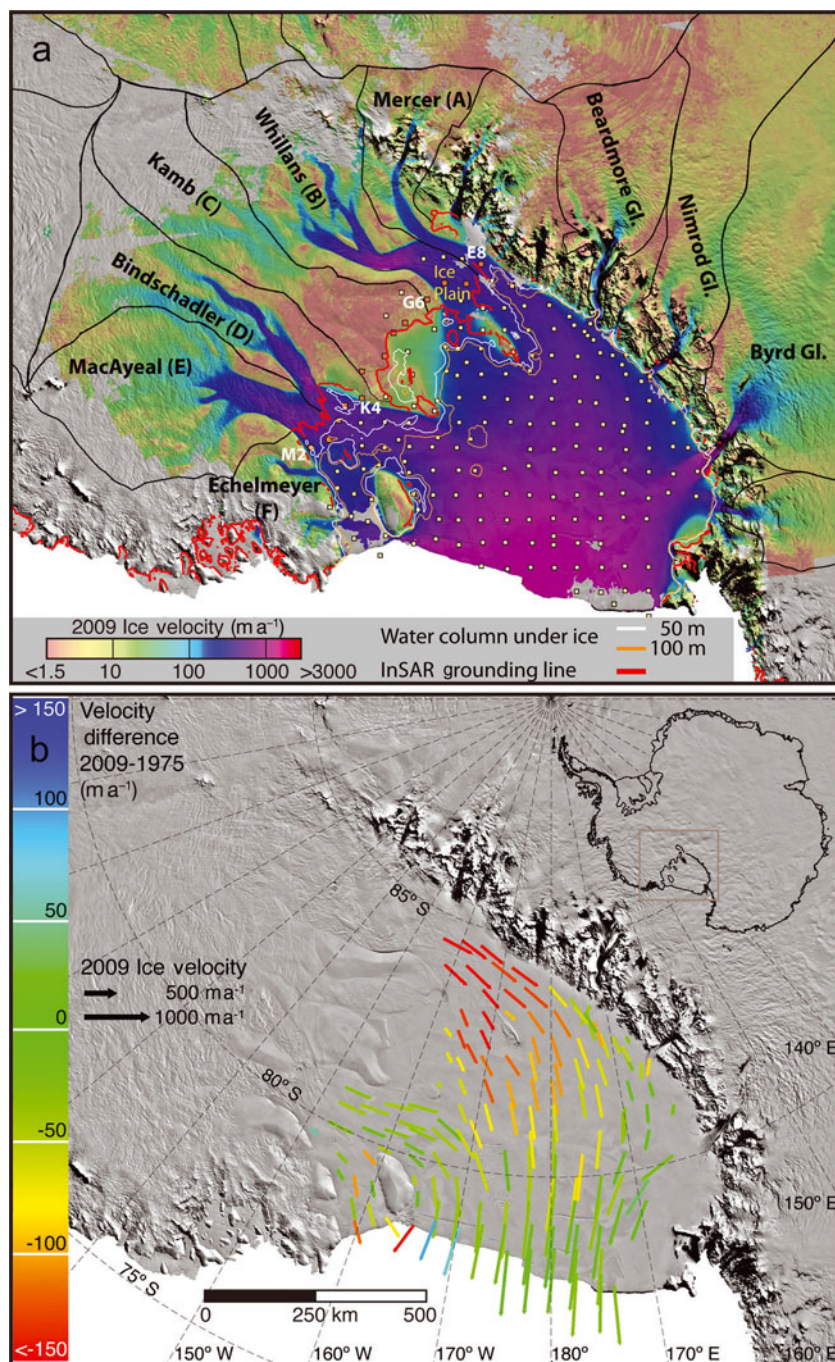 a
Mercer (A)
Whillans (B)
Kamb (C)
Bindschadler (D)
MacAyeal (E)
Echelmeyer
(F)
Beardmore Gl.
Nimrod Gl.
Byrd Gl.
E8
Ice
Plain
G6
K4
M2
2009 Ice velocity (m a⁻¹)
<1.5 10 100 1000 >3000
Water column under ice
50 m
100 m
InSAR grounding line
b
Velocity
difference
2009-1975
(m a⁻¹)
> 150
100
50
0
-50
-100
<-150
2009 Ice velocity
500 ma⁻¹
1000 ma⁻¹
85° S
80° S
75° S
0 250 km 500
140° E
150° E
160° E
150° W
160° W
170° W
180°
170° E